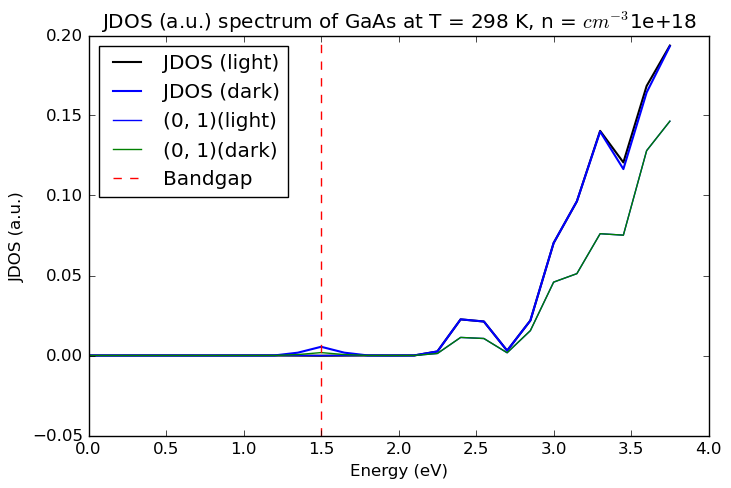 JDOS (a.u.) spectrum of GaAs at T = 298 K, n = $cm^{-3}$1e+18
0.20
0.15
0.10
0.05
0.00
−0.05
JDOS (a.u.)
JDOS (light)
JDOS (dark)
(0, 1)(light)
(0, 1)(dark)
Bandgap
0.0 0.5 1.0 1.5 2.0 2.5 3.0 3.5 4.0
Energy (eV)